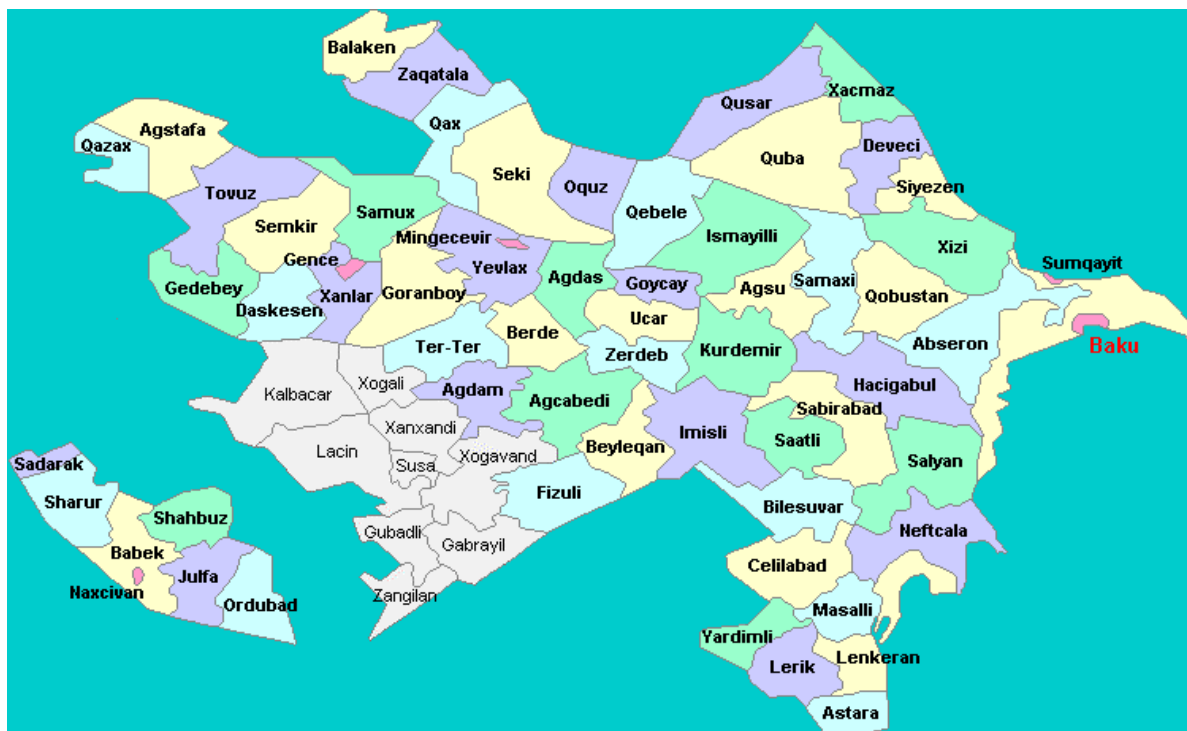 Balaken
Zaqatala
Xacmaz
Qusar
Qax
Agstafa
Qazax
Deveci
Quba
Seki
Oquz
Siyezen
Tovuz
Samux
Qebele
Semkir
Ismayilli
Mingecevir
Xizi
Gence
Yevlax
Sumqayit
Gedebey
Xanlar
Goranboy
Agdas
Goycay
Agsu
Samaxi
Qobustan
Daskesen
Ucar
Berde
Ter-Ter
Zerdeb
Kurdemir
Abseron
Baku
Xogali
Agdam
Hacigabul
Kalbacar
Agcabedi
Sabirabad
Xanxandi
Imisli
Saatli
Lacin
Beyleqan
Xogavand
Susa
Salyan
Sadarak
Fizuli
Sharur
Bilesuvar
Shahbuz
Neftcala
Gubadli
Gabrayil
Babek
Celilabad
Julfa
Naxcivan
Zangilan
Ordubad
Masalli
Yardimli
Lenkeran
Lerik
Astara